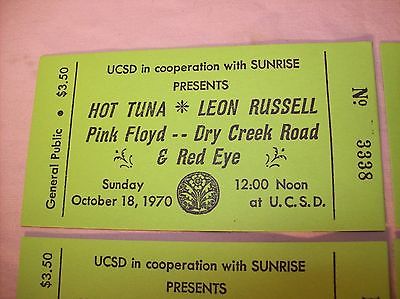 General Public • $3.50
UCSD in cooperation with SUNRISE
PRESENTS
HOT TUNA * LEON RUSSELL
Pink Floyd -- Dry Creek Road
& Red Eye
Sunday
October 18, 1970
12:00 Noon
at U.C.S.D.
No. 3338
$3.50
UCSD in cooperation with SUNRISE
PRESENTS